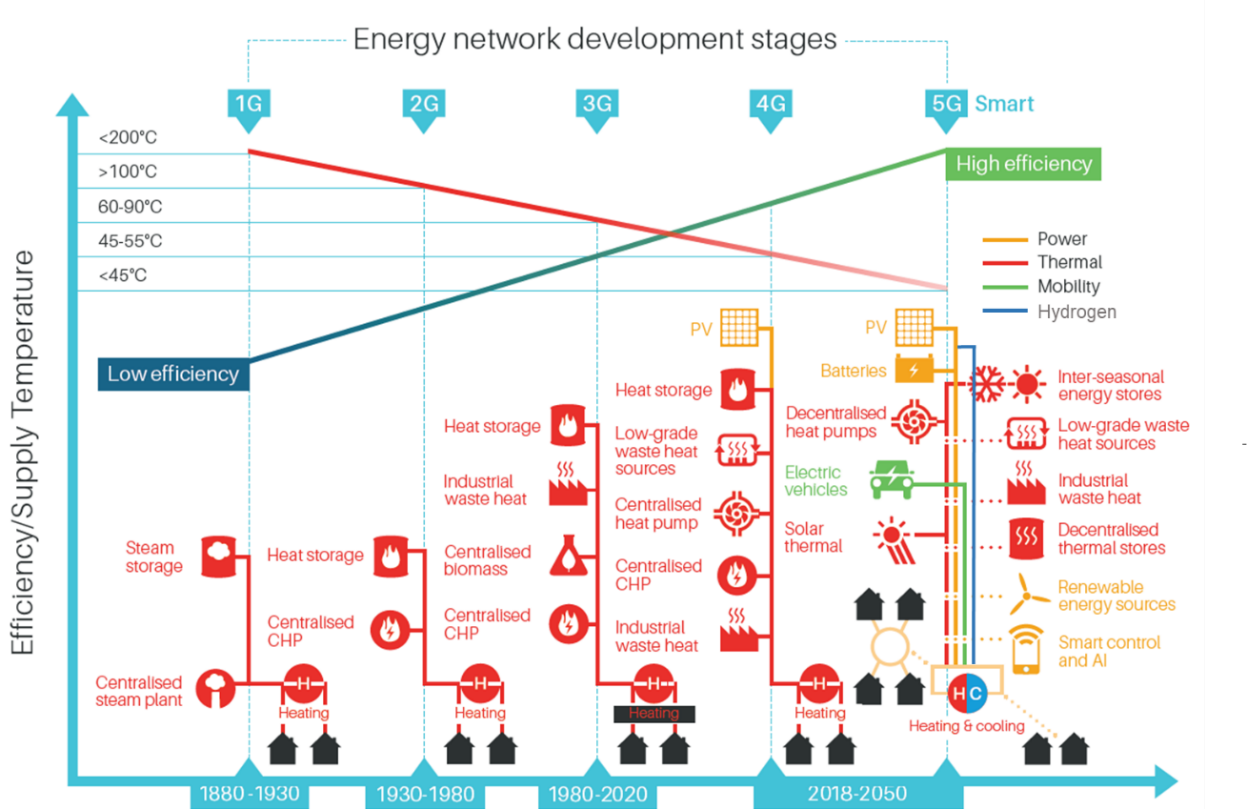 Energy network development stages
1G
2G
3G
4G
5G Smart
<200°C
>100°C
60-90°C
45-55°C
<45°C
High efficiency
Low efficiency
Efficiency/Supply Temperature
Power
Thermal
Mobility
Hydrogen
Steam
storage
Centralised
steam plant
H
Heating
Heat storage
Centralised
CHP
H
Heating
Heat storage
Industrial
waste heat
Centralised
biomass
Centralised
CHP
H
Heating
PV
Heat storage
Low-grade
waste heat
sources
Centralised
heat pump
Centralised
CHP
Industrial
waste heat
H
Heating
PV
Batteries
Decentralised
heat pumps
Electric
vehicles
Solar
thermal
Inter-seasonal
energy stores
Low-grade waste
heat sources
Industrial
waste heat
Decentralised
thermal stores
Renewable
energy sources
Smart control
and AI
H C
Heating & cooling
1880-1930
1930-1980
1980-2020
2018-2050